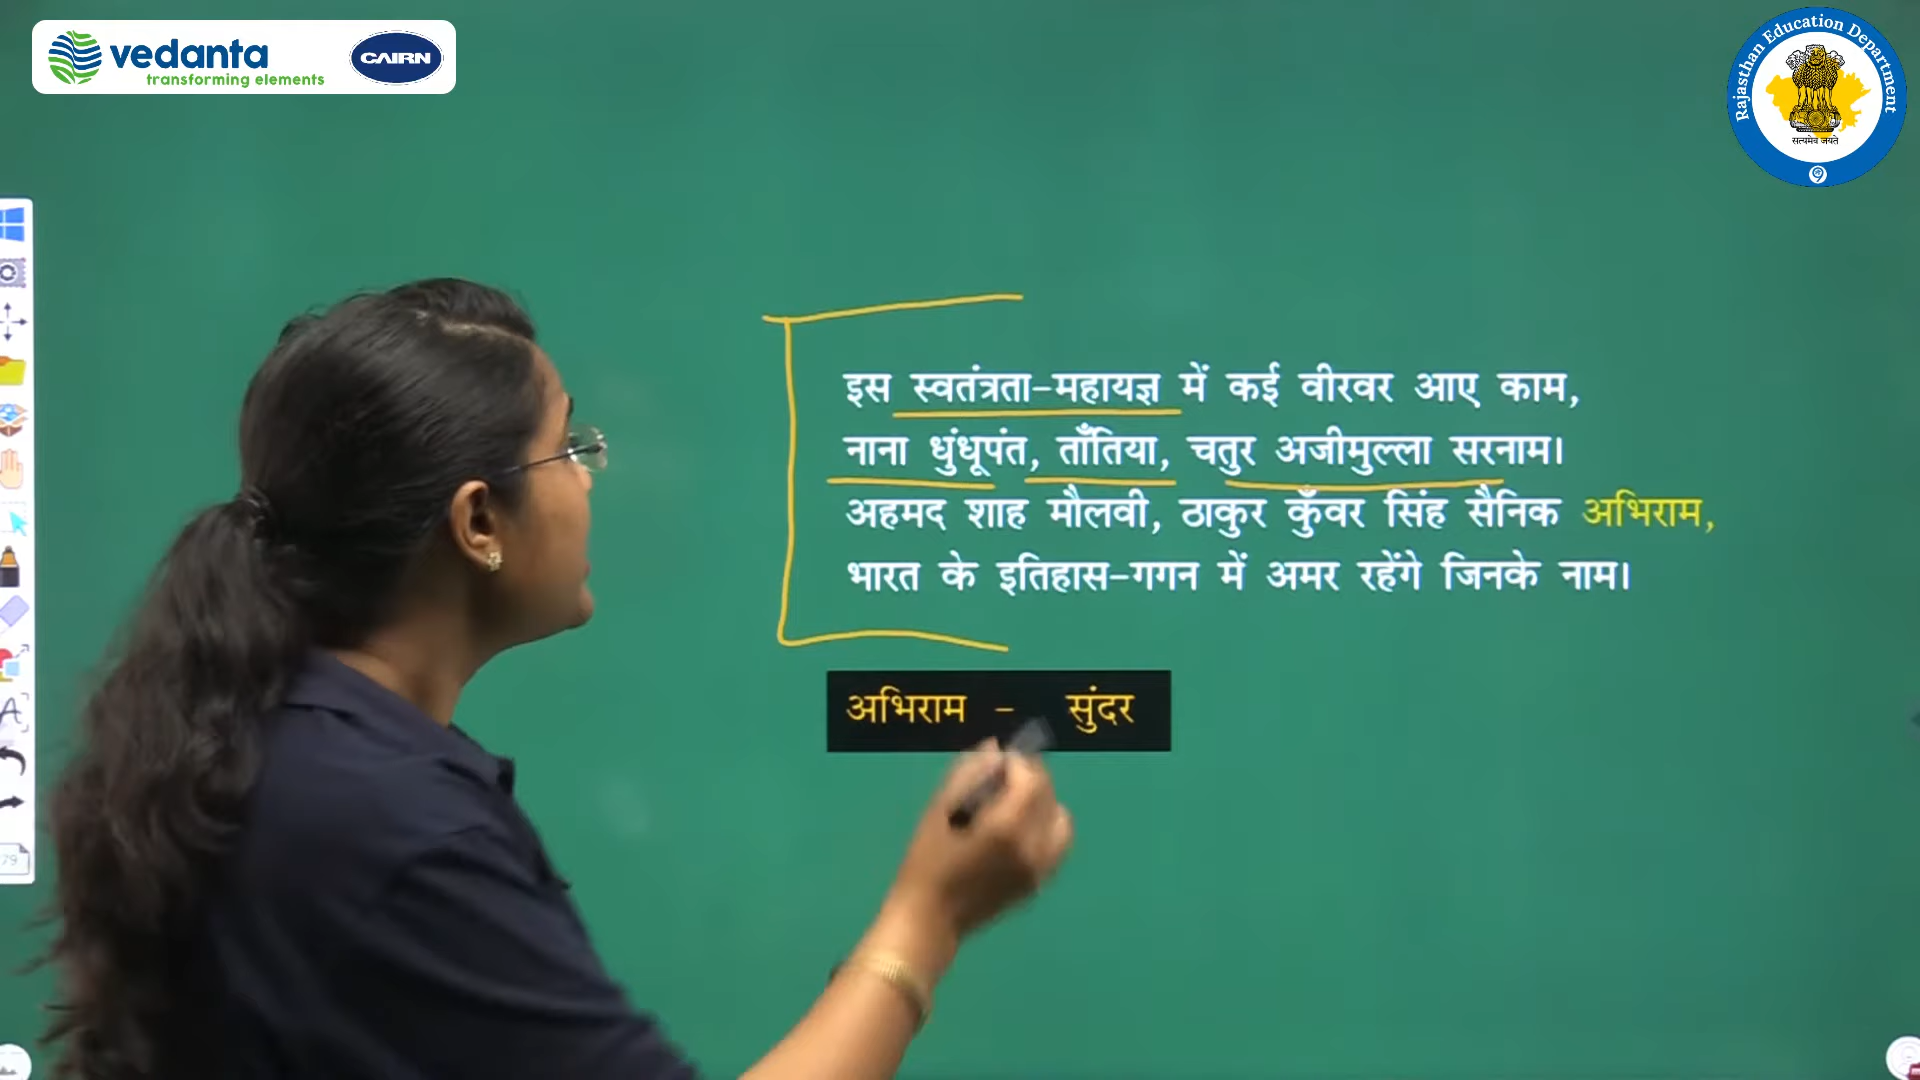 vedanta
transforming elements
CAIRN
Rajasthan Education Department
सत्यमेव जयते
इस स्वतंत्रता-महायज्ञ में कई वीरवर आए काम,
नाना धुंधूपंत, ताँतिया, चतुर अजीमुल्ला सरनाम।
अहमद शाह मौलवी, ठाकुर कुँवर सिंह सैनिक अभिराम,
भारत के इतिहास-गगन में अमर रहेंगे जिनके नाम।
अभिराम - सुंदर
A
79